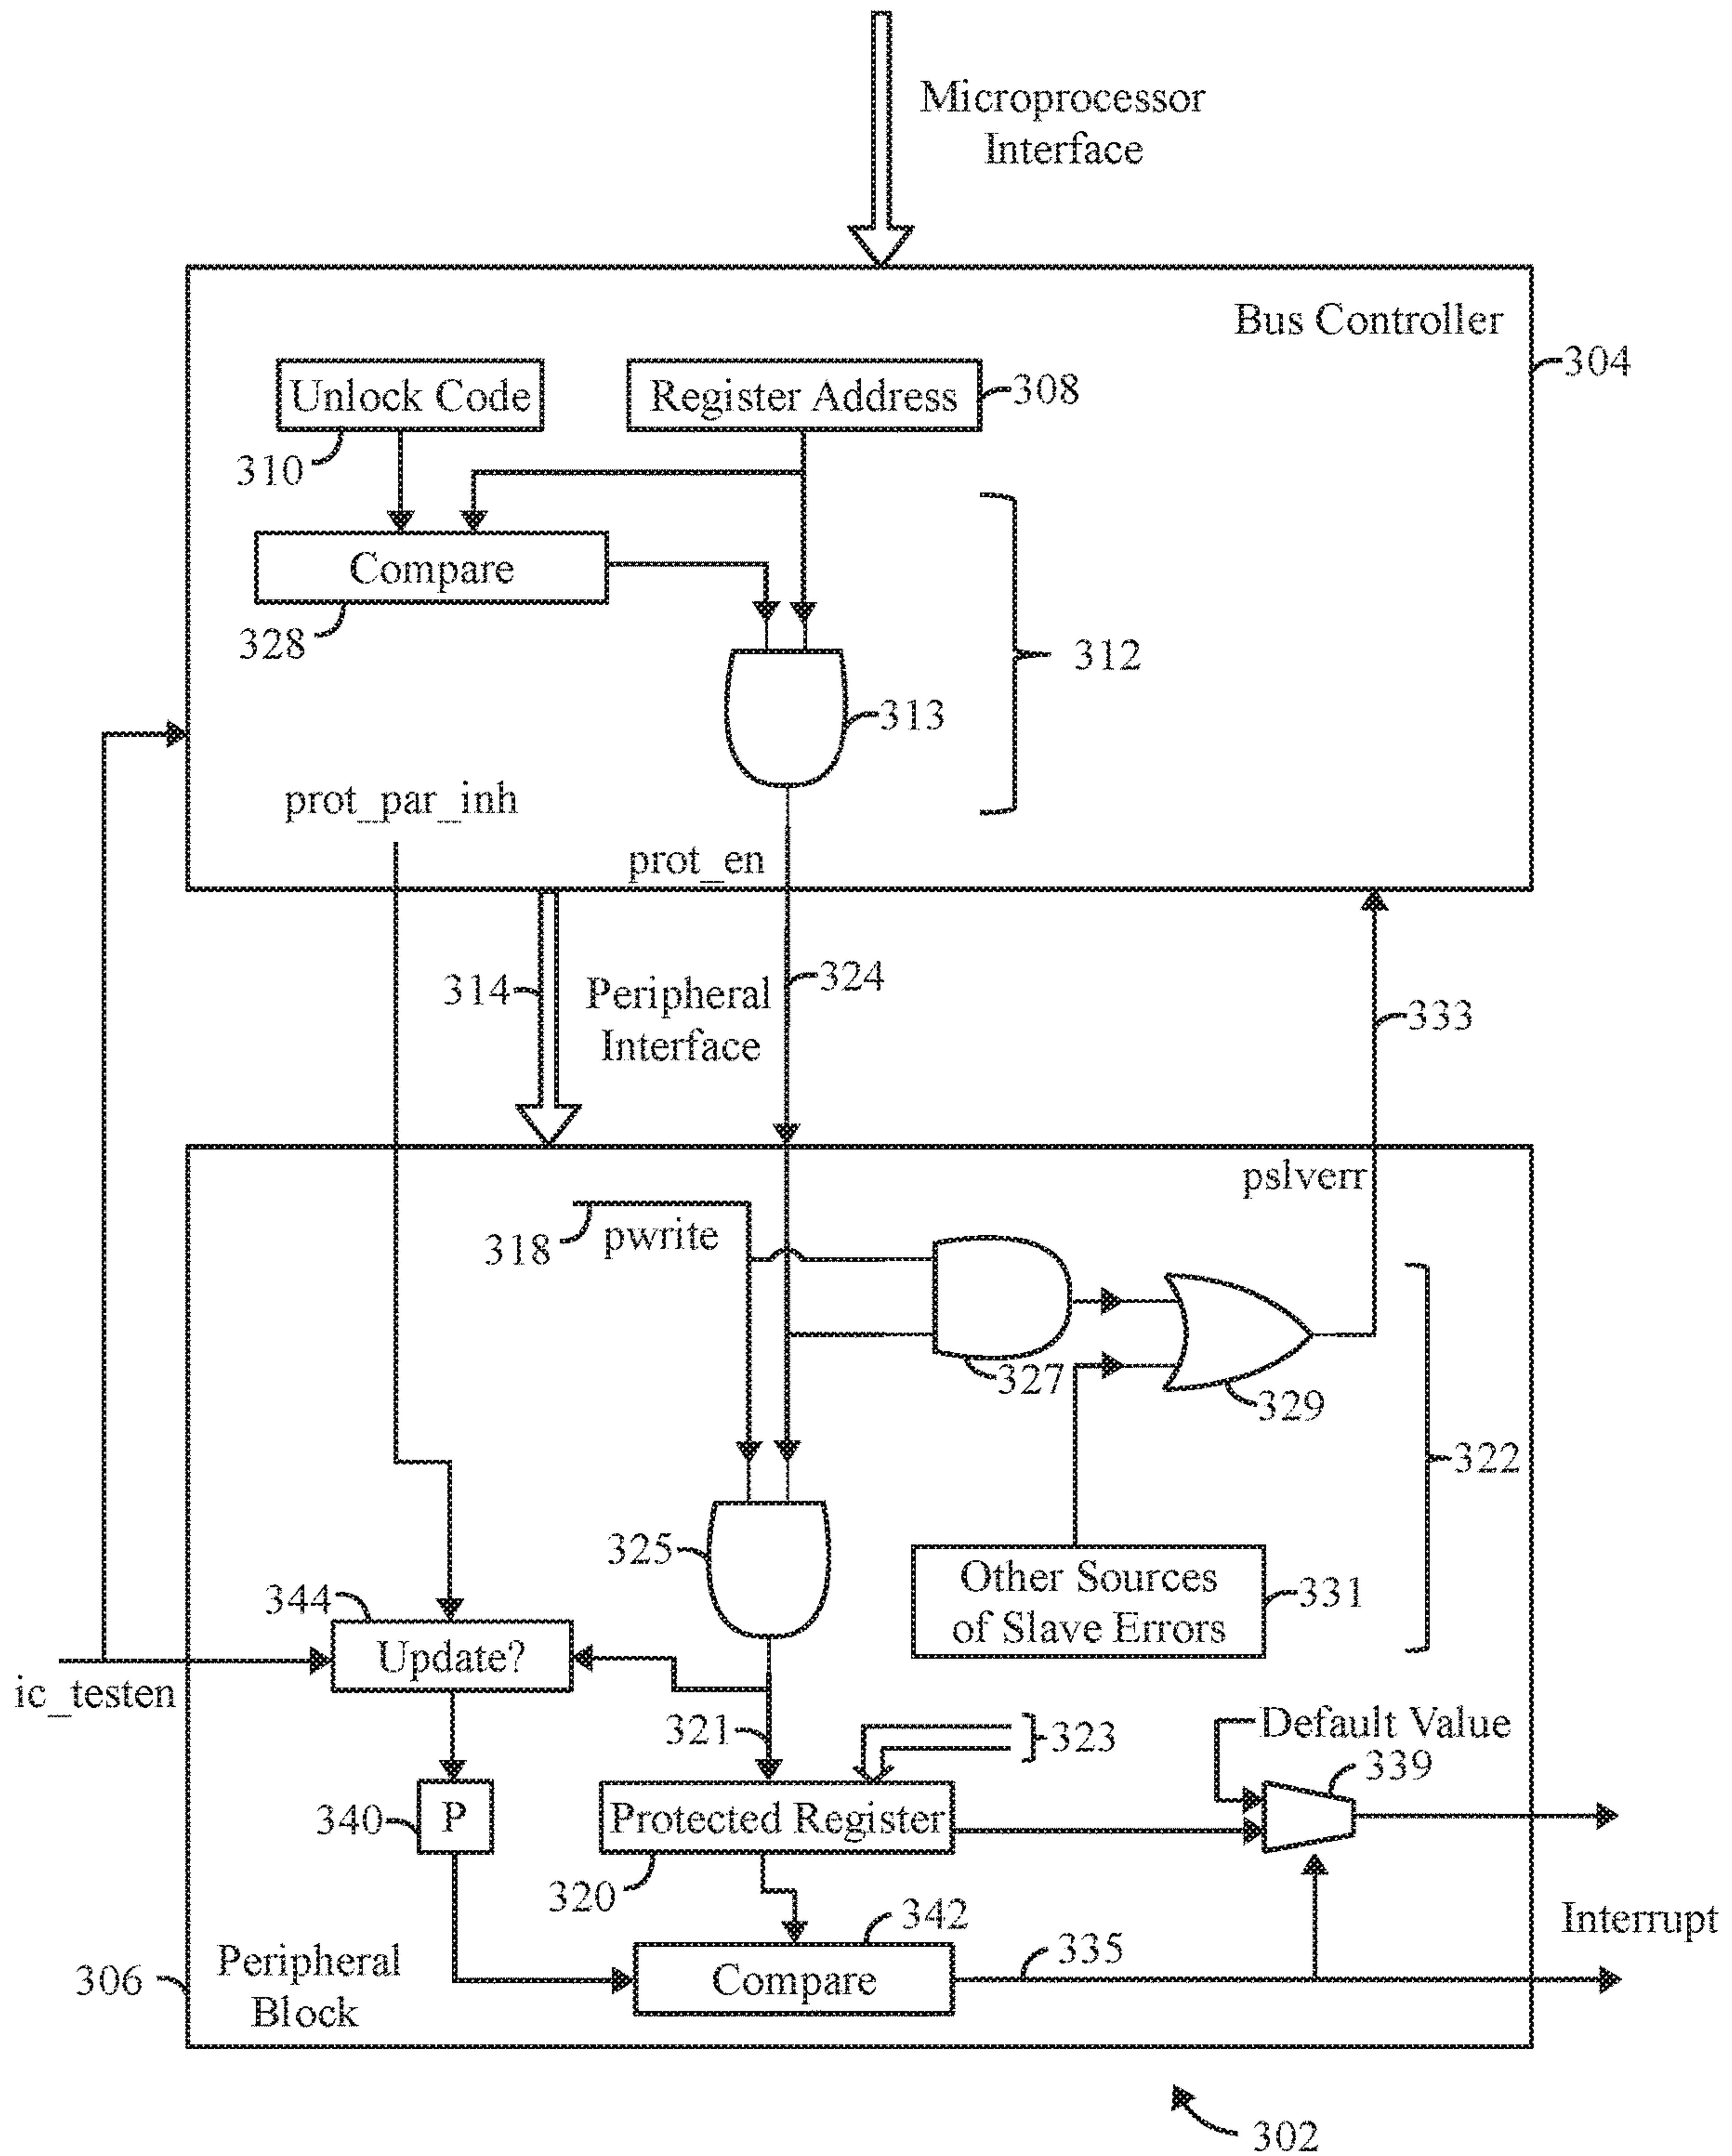 Microprocessor
Interface
Bus Controller
304
Unlock Code
Register Address
308
310
Compare
328
312
313
prot_par_inh
prot_en
314
Peripheral
Interface
324
333
pslverr
318
pwrite
327
329
322
325
Other Sources
of Slave Errors
331
344
Update?
ic_testen
321
323
Default Value
339
340
P
Protected Register
320
342
Interrupt
335
Compare
306
Peripheral
Block
302